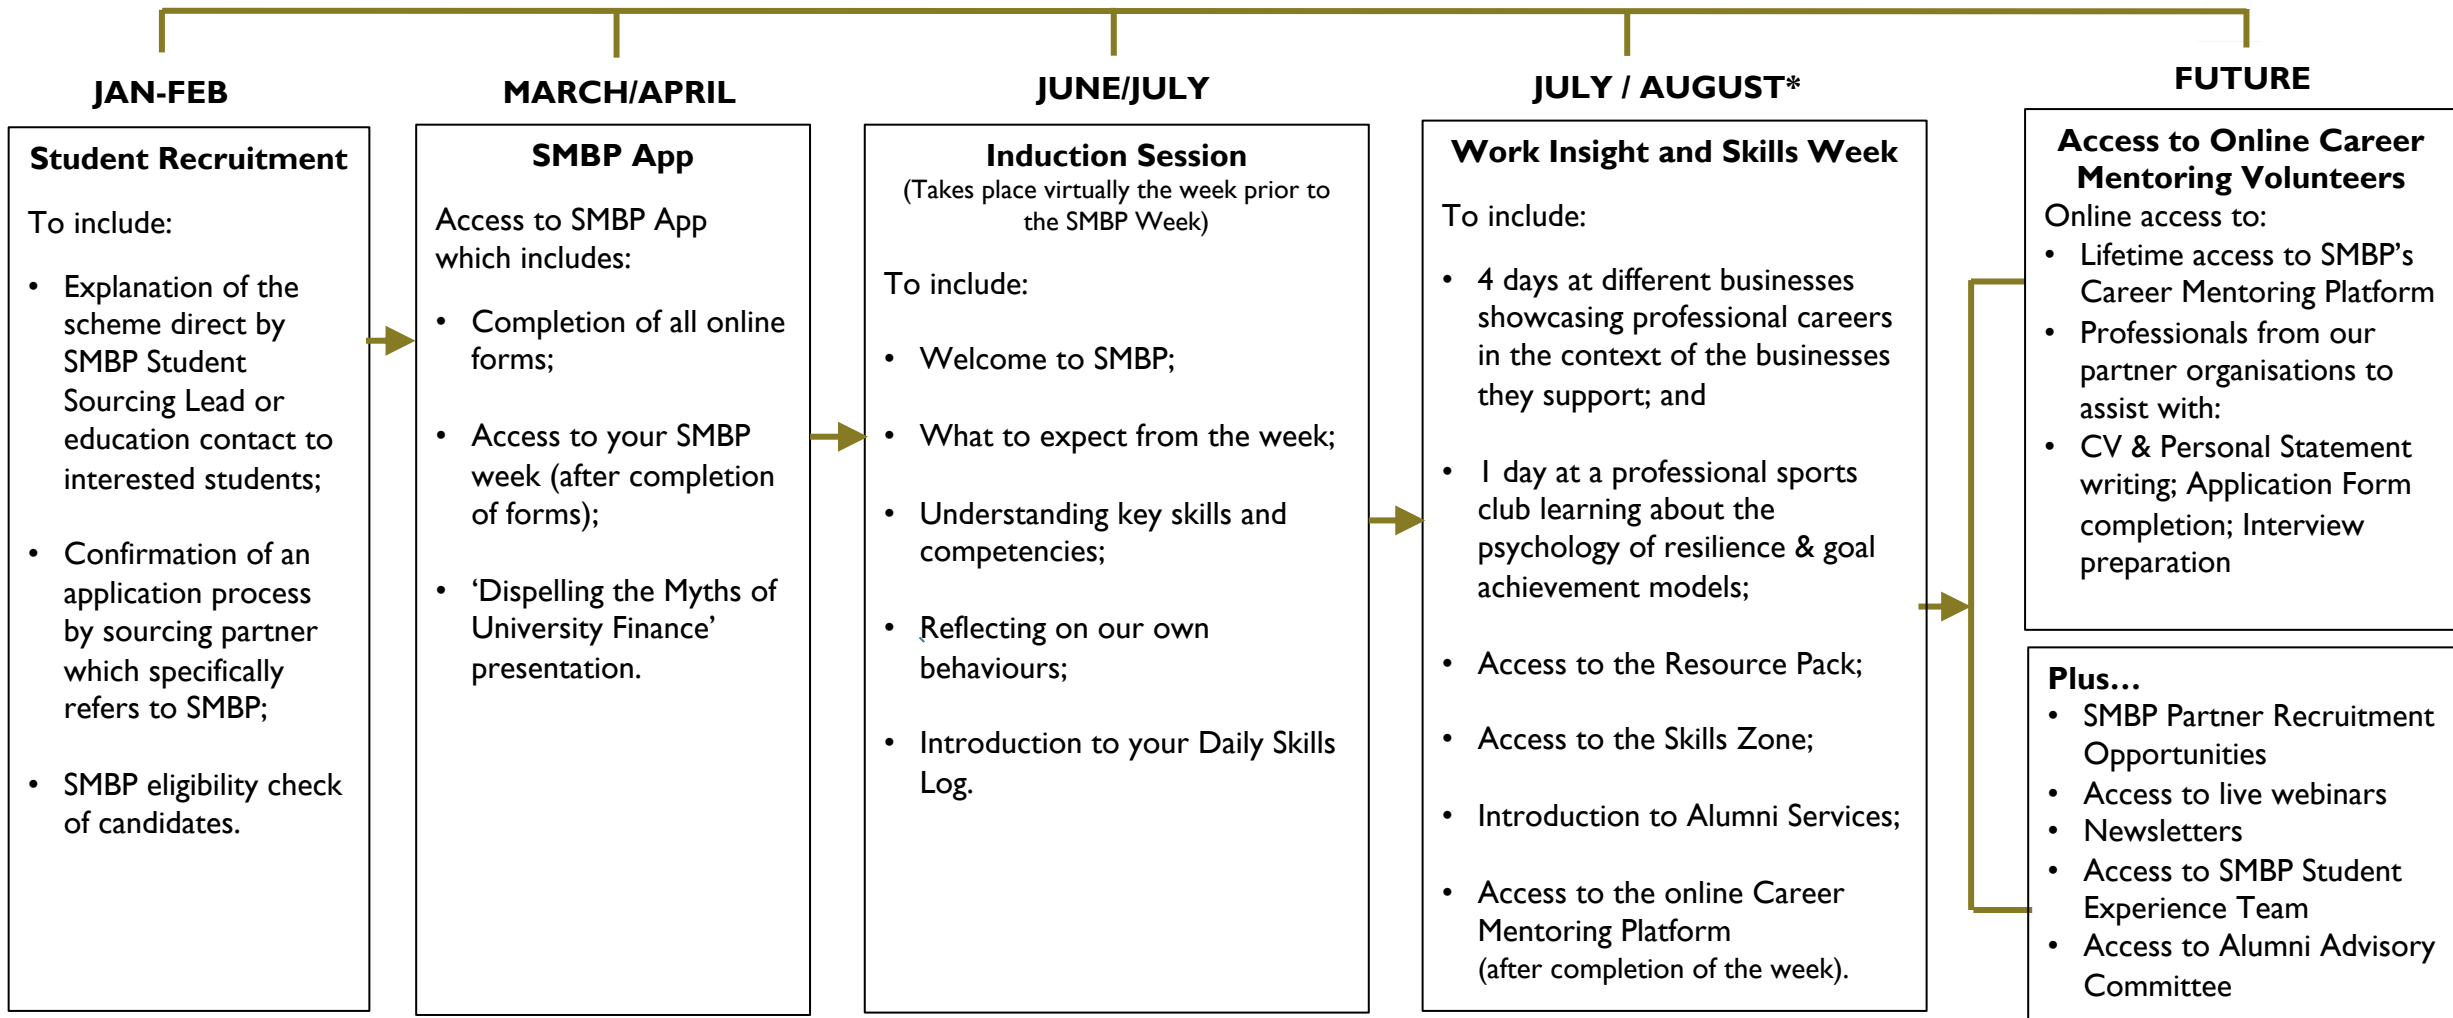 JAN-FEB
Student Recruitment
To include:
• Explanation of the
scheme direct by
SMBP Student
Sourcing Lead or
education contact to
interested students;
• Confirmation of an
application process
by sourcing partner
which specifically
refers to SMBP;
• SMBP eligibility check
of candidates.
MARCH/APRIL
SMBP App
Access to SMBP App
which includes:
• Completion of all online
forms;
• Access to your SMBP
week (after completion
of forms);
• ‘Dispelling the Myths of
University Finance’
presentation.
JUNE/JULY
Induction Session
(Takes place virtually the week prior to
the SMBP Week)
To include:
• Welcome to SMBP;
• What to expect from the week;
• Understanding key skills and
competencies;
• Reflecting on our own
behaviours;
• Introduction to your Daily Skills
Log.
JULY / AUGUST*
Work Insight and Skills Week
To include:
• 4 days at different businesses
showcasing professional careers
in the context of the businesses
they support; and
• 1 day at a professional sports
club learning about the
psychology of resilience & goal
achievement models;
• Access to the Resource Pack;
• Access to the Skills Zone;
• Introduction to Alumni Services;
• Access to the online Career
Mentoring Platform
(after completion of the week).
FUTURE
Access to Online Career
Mentoring Volunteers
Online access to:
• Lifetime access to SMBP’s
Career Mentoring Platform
• Professionals from our
partner organisations to
assist with:
• CV & Personal Statement
writing; Application Form
completion; Interview
preparation
Plus…
• SMBP Partner Recruitment
Opportunities
• Access to live webinars
• Newsletters
• Access to SMBP Student
Experience Team
• Access to Alumni Advisory
Committee